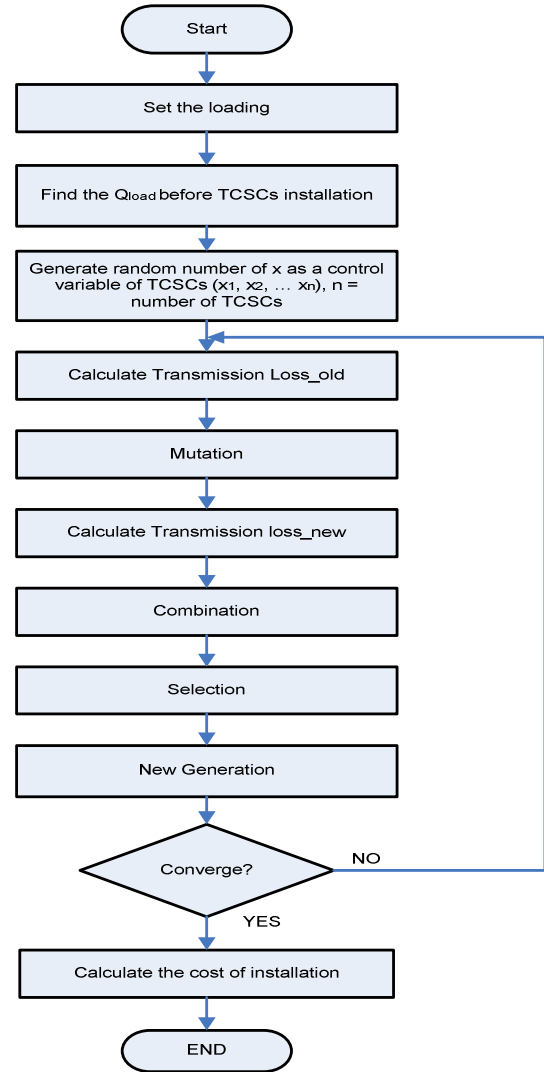 Start
Set the loading
Find the Qload before TCSCs installation
Generate random number of x as a control
variable of TCSCs (x1, x2, ... xn), n =
number of TCSCs
Calculate Transmission Loss_old
Mutation
Calculate Transmission loss_new
Combination
Selection
New Generation
Converge?
NO
YES
Calculate the cost of installation
END